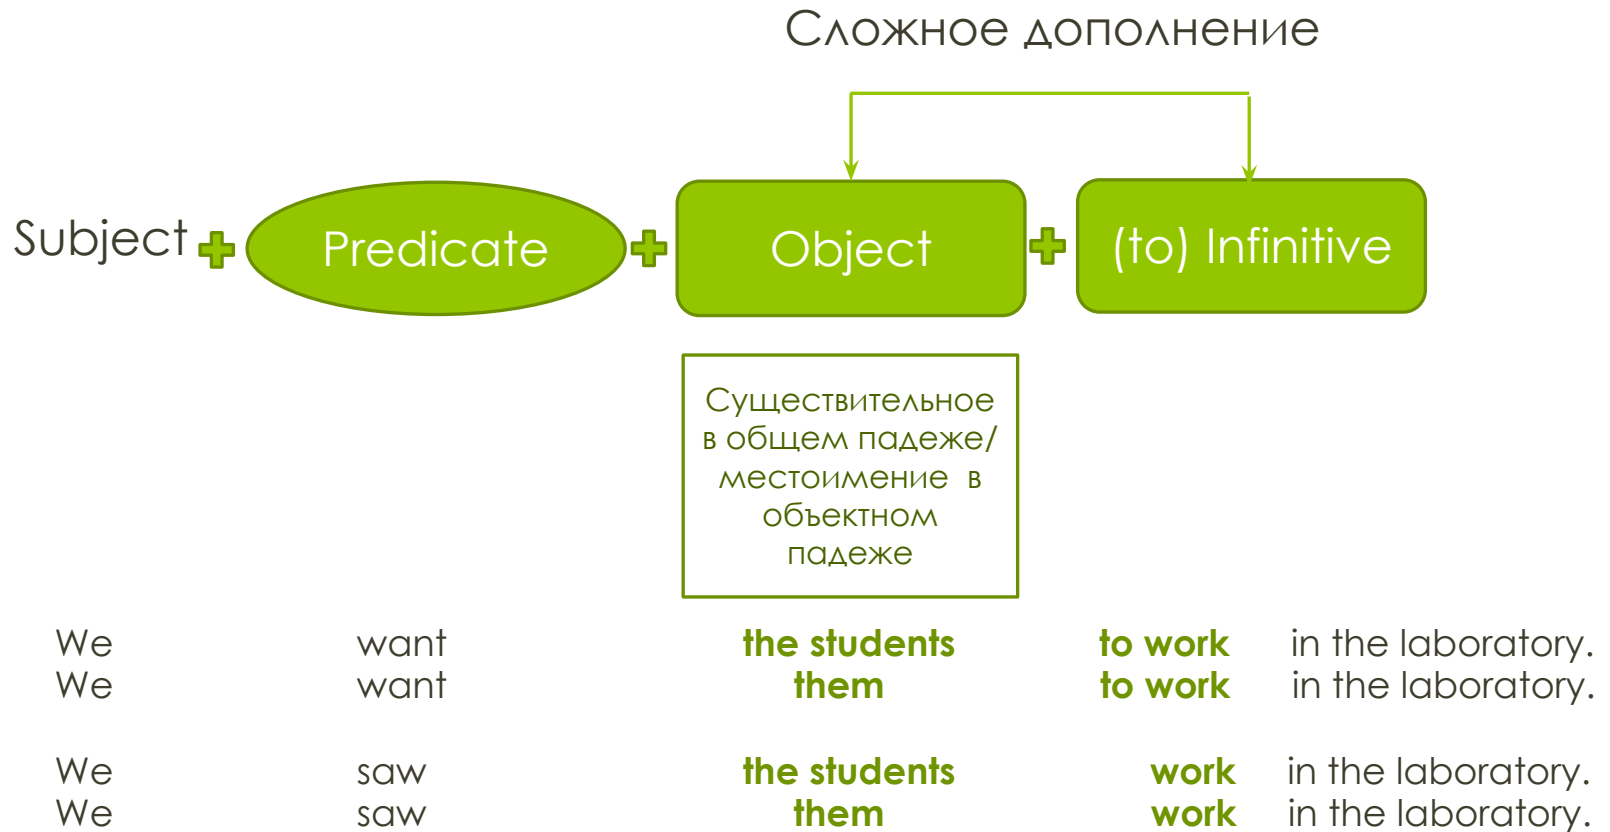 Сложное дополнение
Subject Predicate Object (to) Infinitive
Существительное
в общем падеже/
местоимение в
объектном
падеже
We want the students to work in the laboratory.
We want them to work in the laboratory.
We saw the students work in the laboratory.
We saw them work in the laboratory.